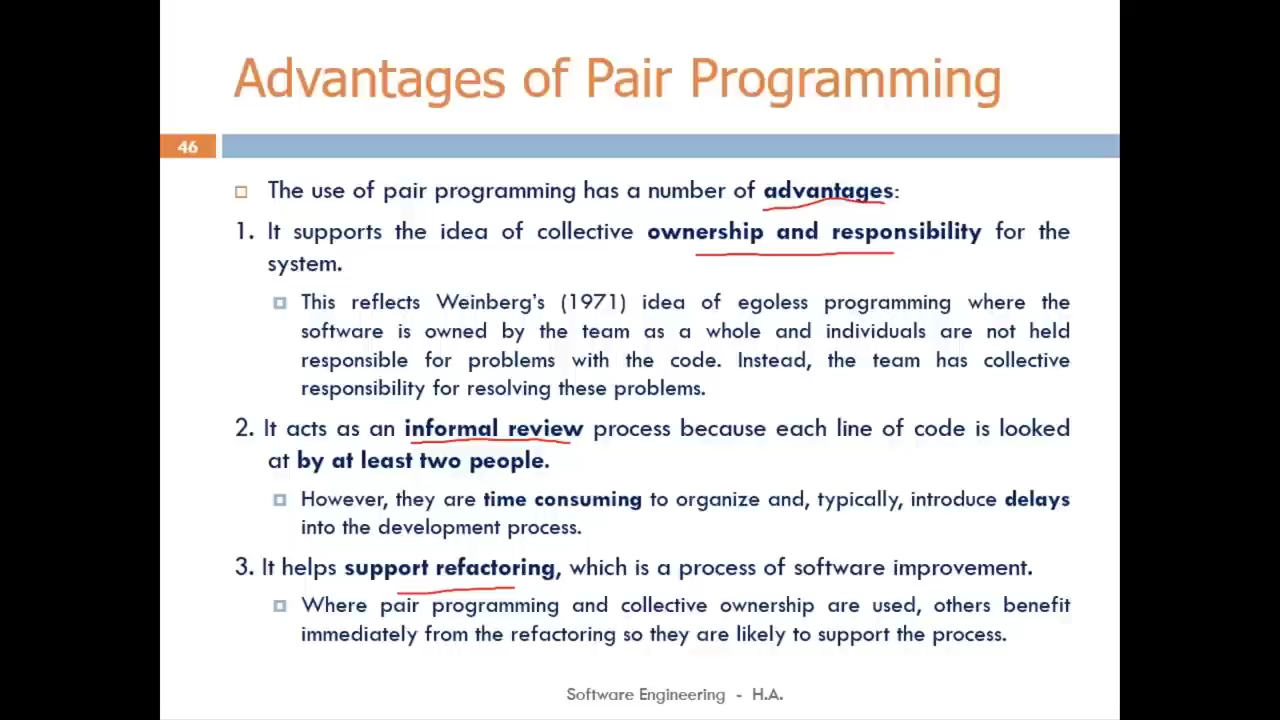 Advantages of Pair Programming
46
The use of pair programming has a number of advantages:
1. It supports the idea of collective ownership and responsibility for the
system.
This reflects Weinberg's (1971) idea of egoless programming where the
software is owned by the team as a whole and individuals are not held
responsible for problems with the code. Instead, the team has collective
responsibility for resolving these problems.
2. It acts as an informal review process because each line of code is looked
at by at least two people.
However, they are time consuming to organize and, typically, introduce delays
into the development process.
3. It helps support refactoring, which is a process of software improvement.
Where pair programming and collective ownership are used, others benefit
immediately from the refactoring so they are likely to support the process.
Software Engineering - H.A.